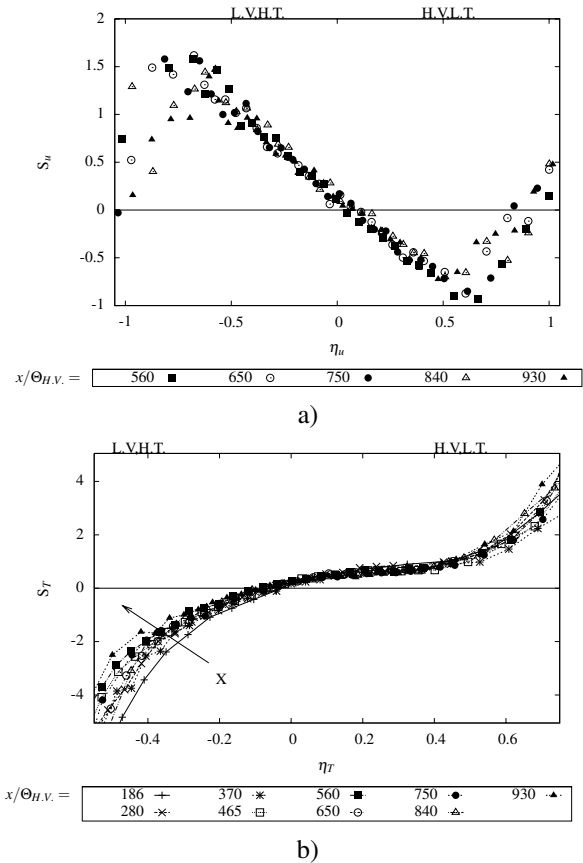 L.V,H.T. H.V,L.T.
2
1.5
1
0.5
0
-0.5
-1
S_u
-1 -0.5 0 0.5 1
η_u
x/Θ_H.V. = 560 ■ 650 ⊙ 750 ● 840 △ 930 ▲
a)
L.V,H.T. H.V,L.T.
4
2
0
-2
-4
S_T
X
-0.4 -0.2 0 0.2 0.4 0.6
η_T
x/Θ_H.V. = 186 370 560 750 930
280 465 650 840
b)